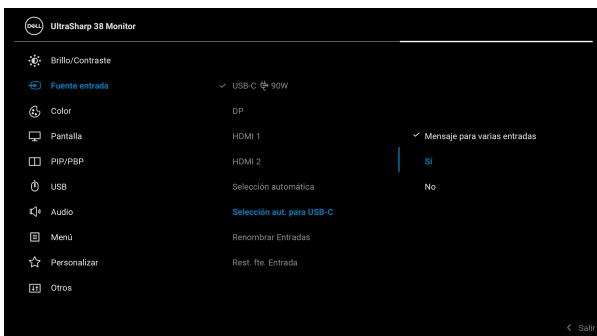 DELL UltraSharp 38 Monitor
Brillo/Contraste
Fuente entrada
USB-C 90W
Color
DP
Pantalla
HDMI 1
Mensaje para varias entradas
PIP/PBP
HDMI 2
Sí
USB
Selección automática
No
Audio
Selección aut. para USB-C
Menú
Renombrar Entradas
Personalizar
Rest. fte. Entrada
Otros
Salir